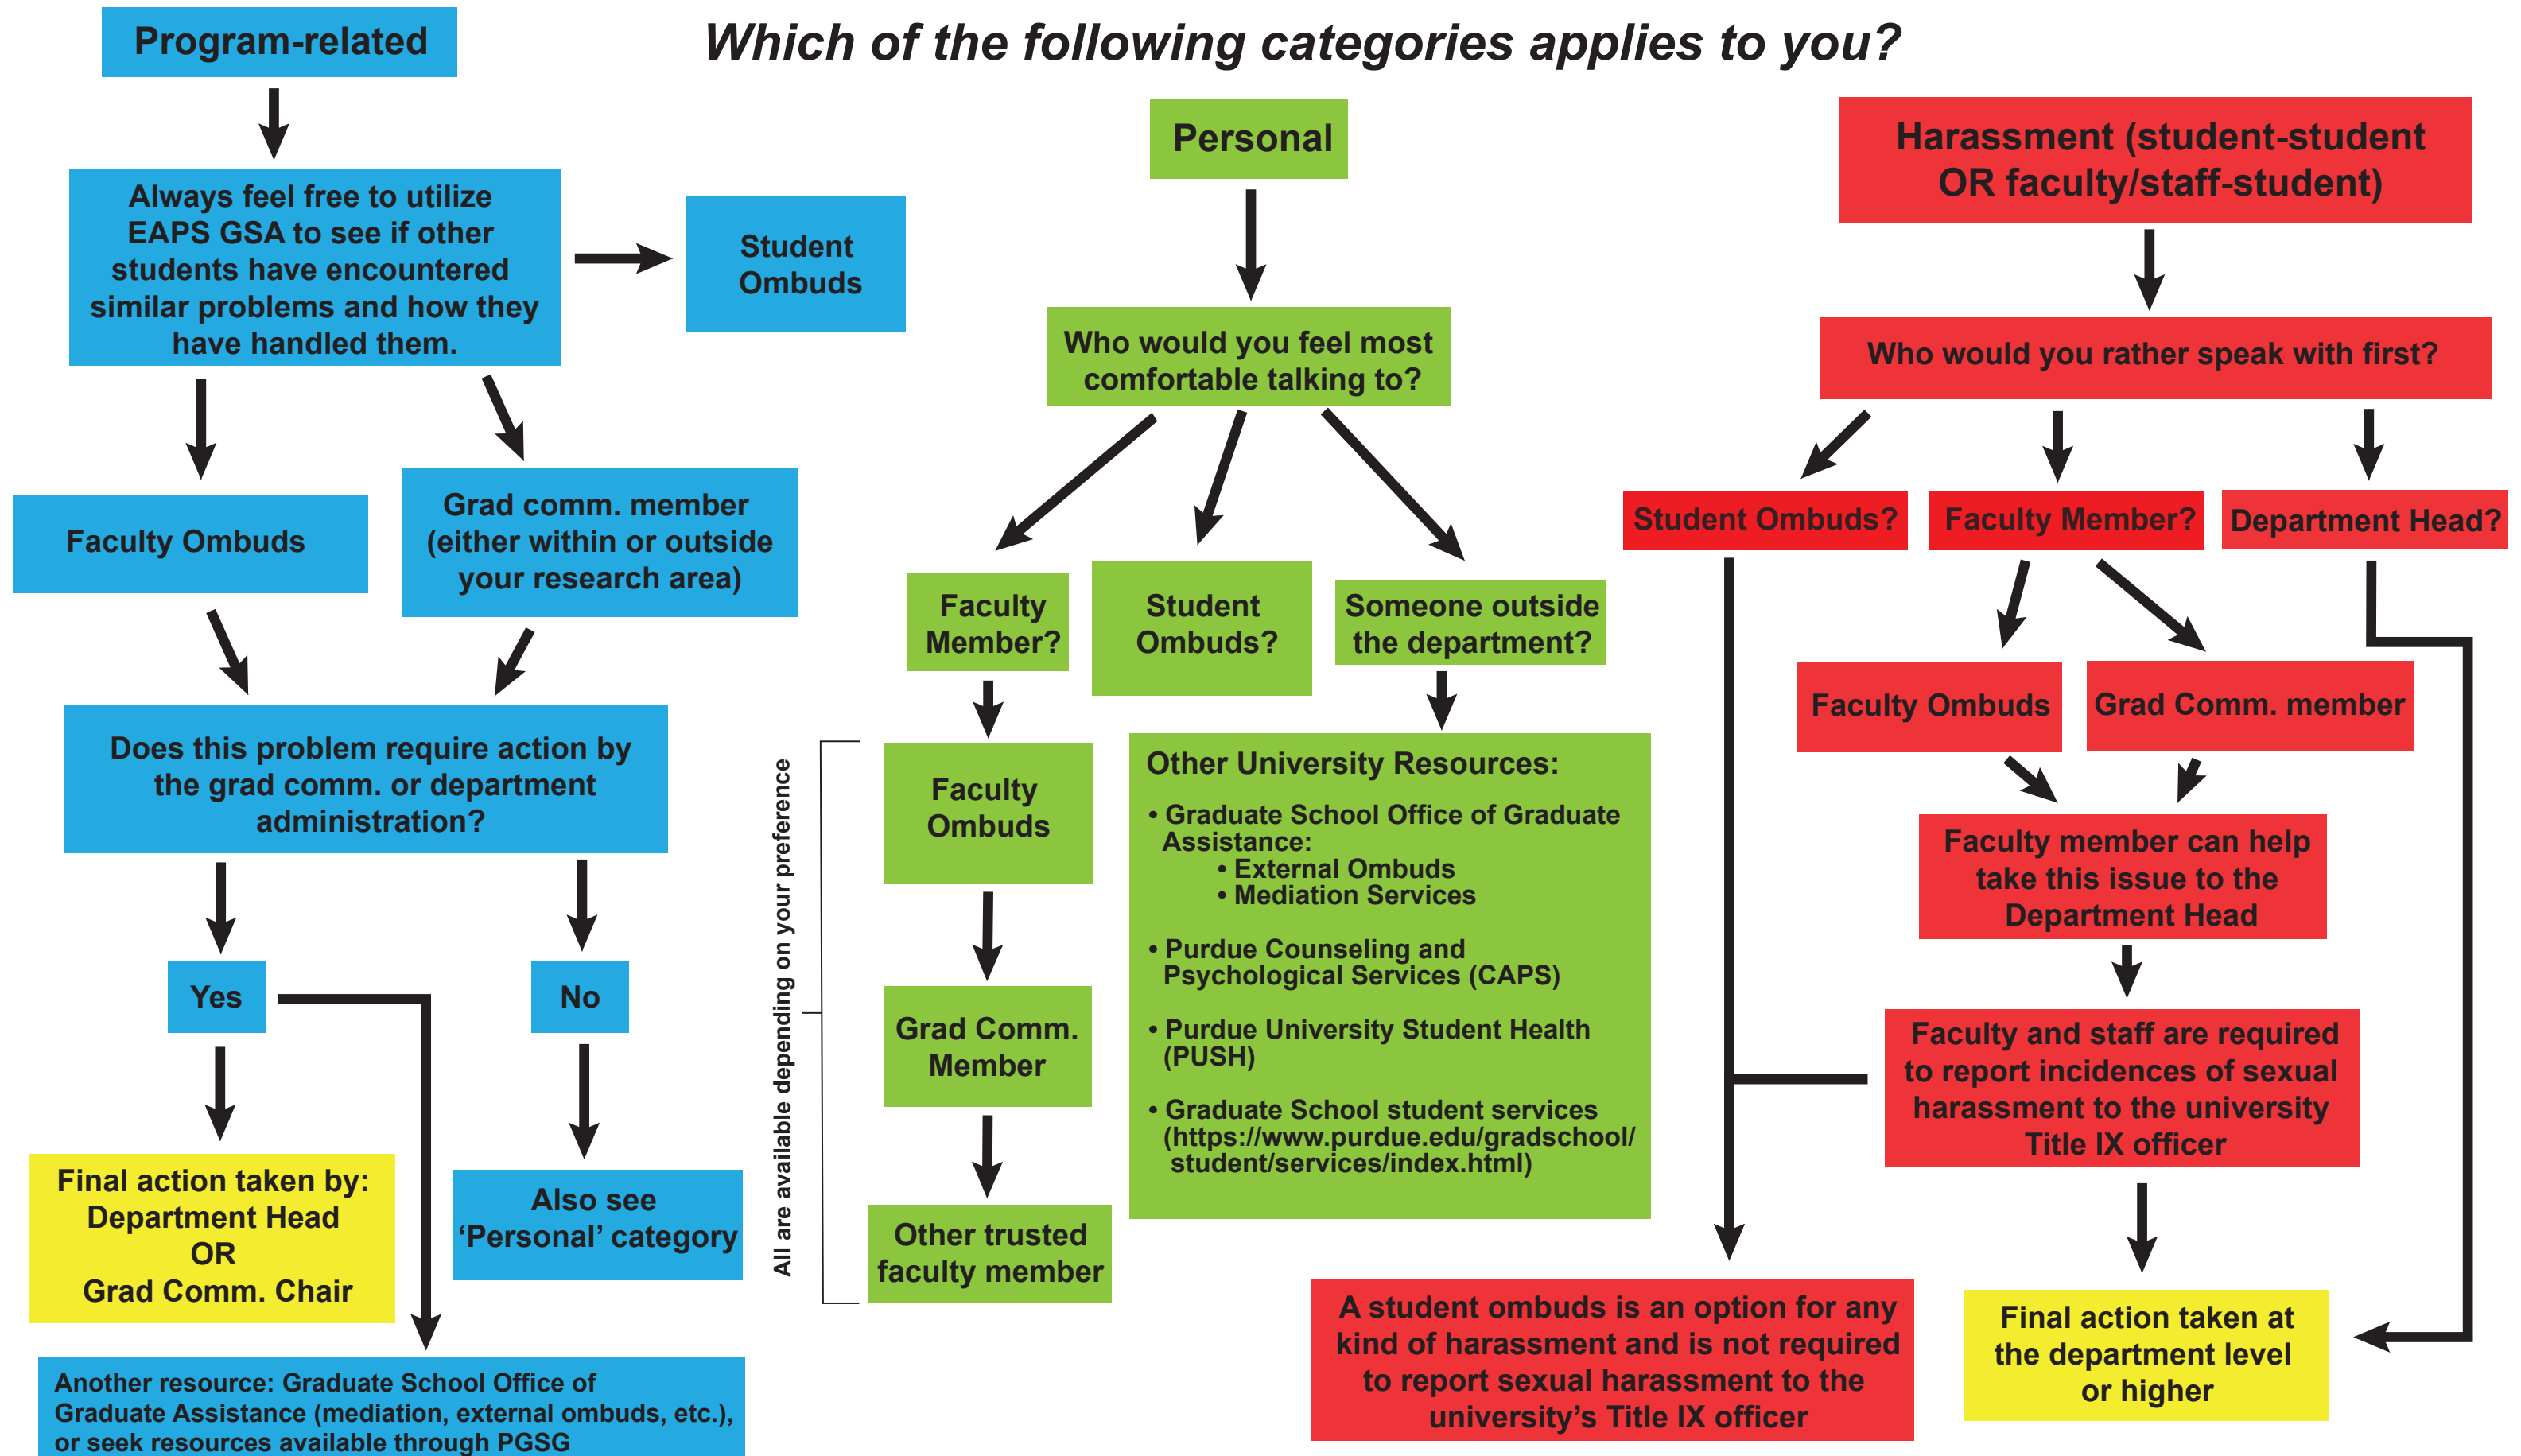 Which of the following categories applies to you?
Program-related
Always feel free to utilize
EAPS GSA to see if other
students have encountered
similar problems and how they
have handled them.
Student
Ombuds
Faculty Ombuds
Grad comm. member
(either within or outside
your research area)
Does this problem require action by
the grad comm. or department
administration?
Yes
No
Final action taken by:
Department Head
OR
Grad Comm. Chair
Also see
‘Personal’ category
Another resource: Graduate School Office of
Graduate Assistance (mediation, external ombuds, etc.),
or seek resources available through PGSG
Personal
Who would you feel most
comfortable talking to?
Faculty
Member?
Student
Ombuds?
Someone outside
the department?
All are available depending on your preference
Faculty
Ombuds
Grad Comm.
Member
Other trusted
faculty member
Other University Resources:
• Graduate School Office of Graduate
Assistance:
• External Ombuds
• Mediation Services
• Purdue Counseling and
Psychological Services (CAPS)
• Purdue University Student Health
(PUSH)
• Graduate School student services
(https://www.purdue.edu/gradschool/
student/services/index.html)
Harassment (student-student
OR faculty/staff-student)
Who would you rather speak with first?
Student Ombuds?
Faculty Member?
Department Head?
Faculty Ombuds
Grad Comm. member
Faculty member can help
take this issue to the
Department Head
Faculty and staff are required
to report incidences of sexual
harassment to the university
Title IX officer
A student ombuds is an option for any
kind of harassment and is not required
to report sexual harassment to the
university’s Title IX officer
Final action taken at
the department level
or higher